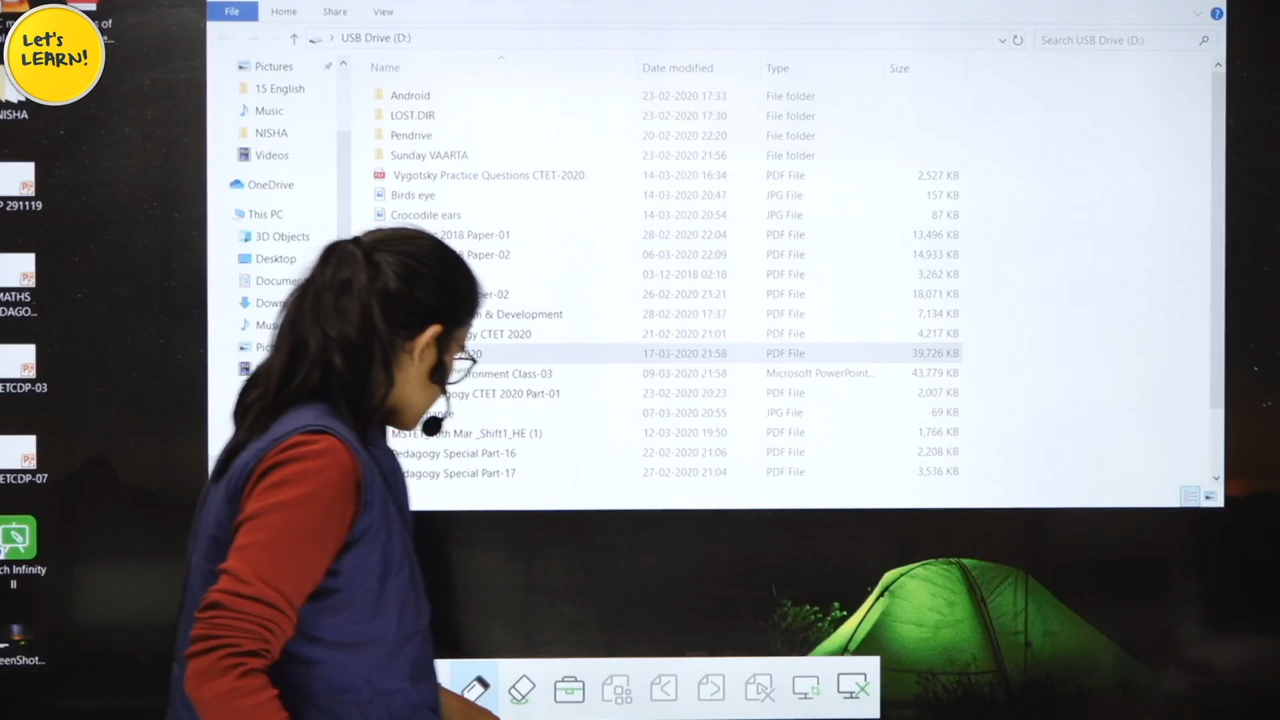 Let's
LEARN!
NISHA
291119
MATHS
ETCDP-03
ETCDP-07
Infinity
II
eenShot...
File Home Share View
USB Drive (D:)
Search USB Drive (D:)
Pictures
15 English
Music
NISHA
Videos
OneDrive
This PC
3D Objects
Desktop
Name Date modified Type Size
Android 23-02-2020 17:33 File folder
LOST.DIR 23-02-2020 17:30 File folder
Pendrive 20-02-2020 22:20 File folder
Sunday VAARTA 23-02-2020 21:56 File folder
Vygotsky Practice Questions CTET-2020 14-03-2020 16:34 PDF File 2,527 KB
Birds eye 14-03-2020 20:47 JPG File 157 KB
Crocodile ears 14-03-2020 20:54 JPG File 87 KB
2018 Paper-01 28-02-2020 22:04 PDF File 13,496 KB
2018 Paper-02 06-03-2020 22:09 PDF File 14,933 KB
03-12-2018 02:18 PDF File 3,262 KB
per-02 26-02-2020 21:21 PDF File 18,071 KB
& Development 28-02-2020 17:37 PDF File 7,134 KB
gy CTET 2020 21-02-2020 21:01 PDF File 4,217 KB
2020 17-03-2020 21:58 PDF File 39,726 KB
ronment Class-03 09-03-2020 21:58 Microsoft PowerPoint... 43,779 KB
gogy CTET 2020 Part-01 23-02-2020 20:23 PDF File 2,007 KB
07-03-2020 20:55 JPG File 69 KB
Mar _Shift1_HE (1) 12-03-2020 19:50 PDF File 1,766 KB
Pedagogy Special Part-16 22-02-2020 21:06 PDF File 2,208 KB
dagogy Special Part-17 27-02-2020 21:04 PDF File 3,536 KB